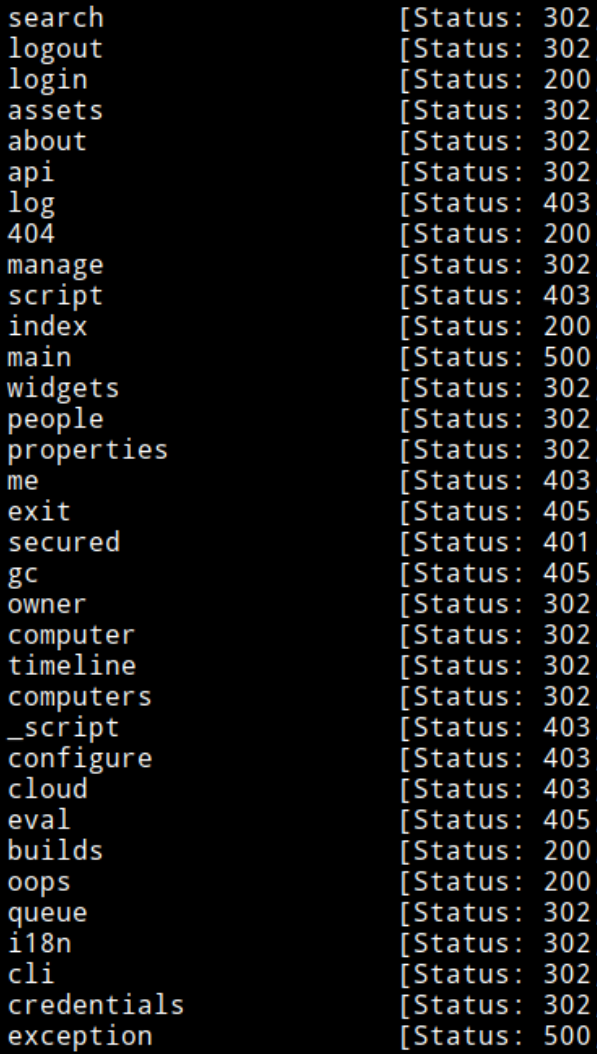 search [Status: 302
logout [Status: 302
login [Status: 200
assets [Status: 302
about [Status: 302
api [Status: 302
log [Status: 403
404 [Status: 200
manage [Status: 302
script [Status: 403
index [Status: 200
main [Status: 500
widgets [Status: 302
people [Status: 302
properties [Status: 302
me [Status: 403
exit [Status: 405
secured [Status: 401
gc [Status: 405
owner [Status: 302
computer [Status: 302
timeline [Status: 302
computers [Status: 302
_script [Status: 403
configure [Status: 403
cloud [Status: 403
eval [Status: 405
builds [Status: 200
oops [Status: 200
queue [Status: 302
i18n [Status: 302
cli [Status: 302
credentials [Status: 302
exception [Status: 500